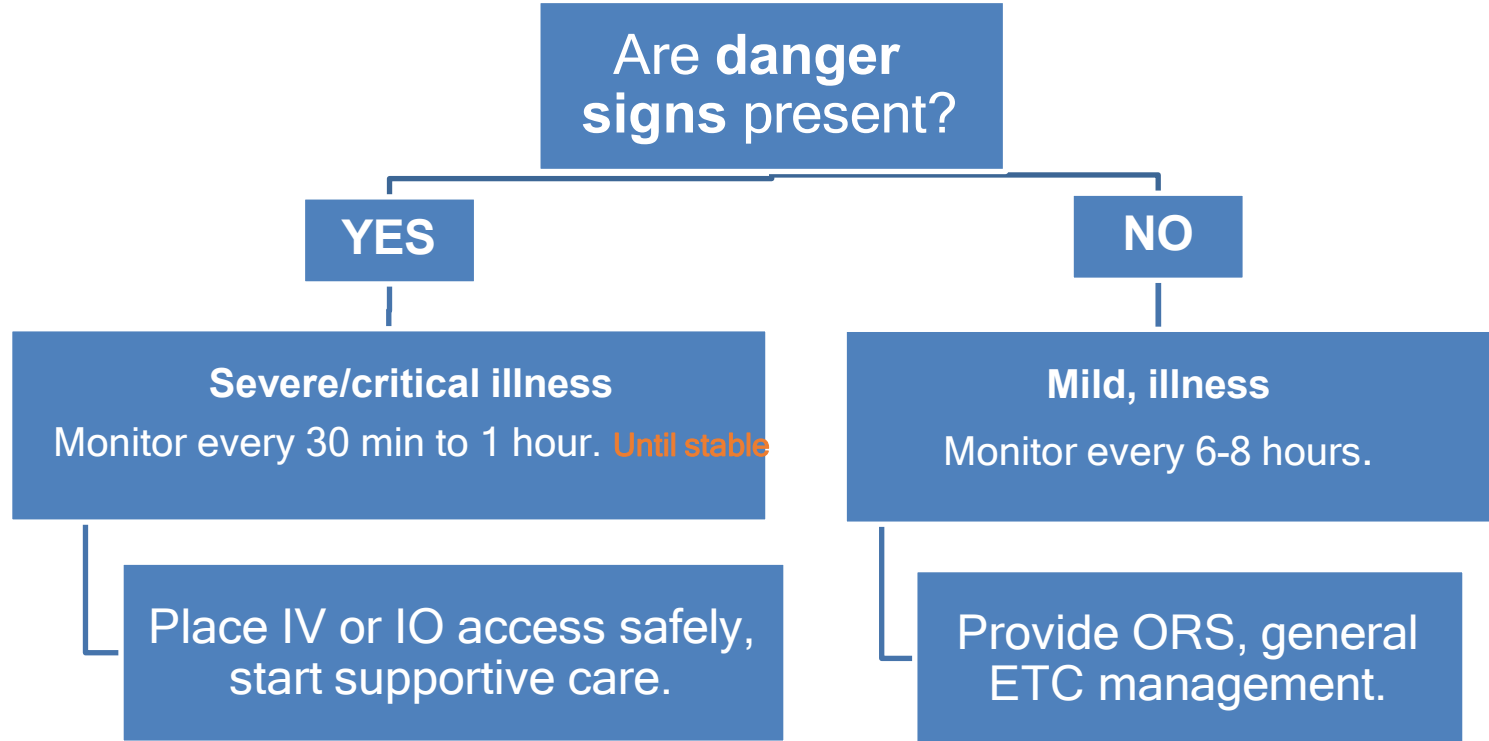 Are danger
signs present?
YES
NO
Severe/critical illness
Monitor every 30 min to 1 hour. Until stable
Mild, illness
Monitor every 6-8 hours.
Place IV or IO access safely,
start supportive care.
Provide ORS, general
ETC management.